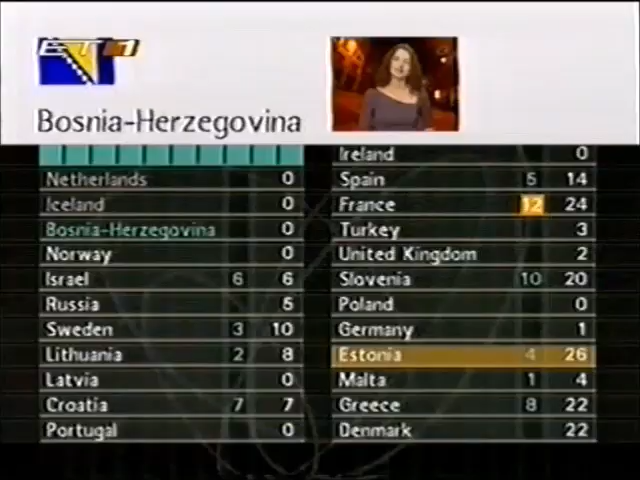 ET1
Bosnia-Herzegovina
Netherlands 0
Iceland 0
Bosnia-Herzegovina 0
Norway 0
Israel 6 6
Russia 5
Sweden 3 10
Lithuania 2 8
Latvia 0
Croatia 7 7
Portugal 0
Ireland 0
Spain 5 14
France 12 24
Turkey 3
United Kingdom 2
Slovenia 10 20
Poland 0
Germany 1
Estonia 4 26
Malta 1 4
Greece 8 22
Denmark 22